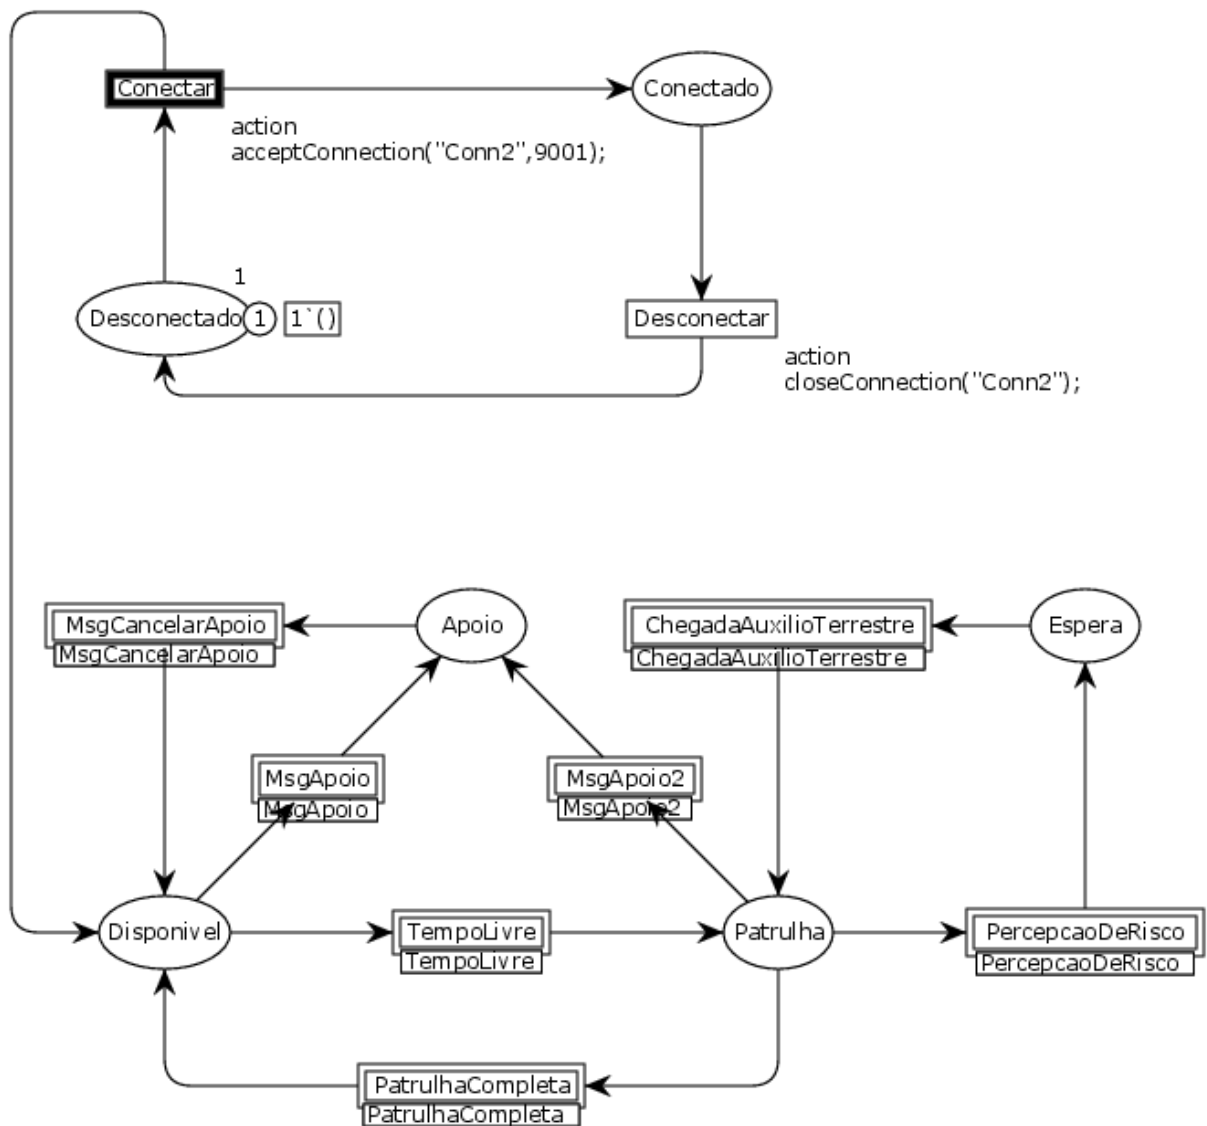 Conectar
Conectado
action
acceptConnection("Conn2",9001);
1
Desconectado
1
1`()
Desconectar
action
closeConnection("Conn2");
MsgCancelarApoio
MsgCancelarApoio
Apoio
ChegadaAuxilioTerrestre
ChegadaAuxilioTerrestre
Espera
MsgApoio
MsgApoio
MsgApoio2
MsgApoio2
Disponivel
TempoLivre
TempoLivre
Patrulha
PercepcaoDeRisco
PercepcaoDeRisco
PatrulhaCompleta
PatrulhaCompleta